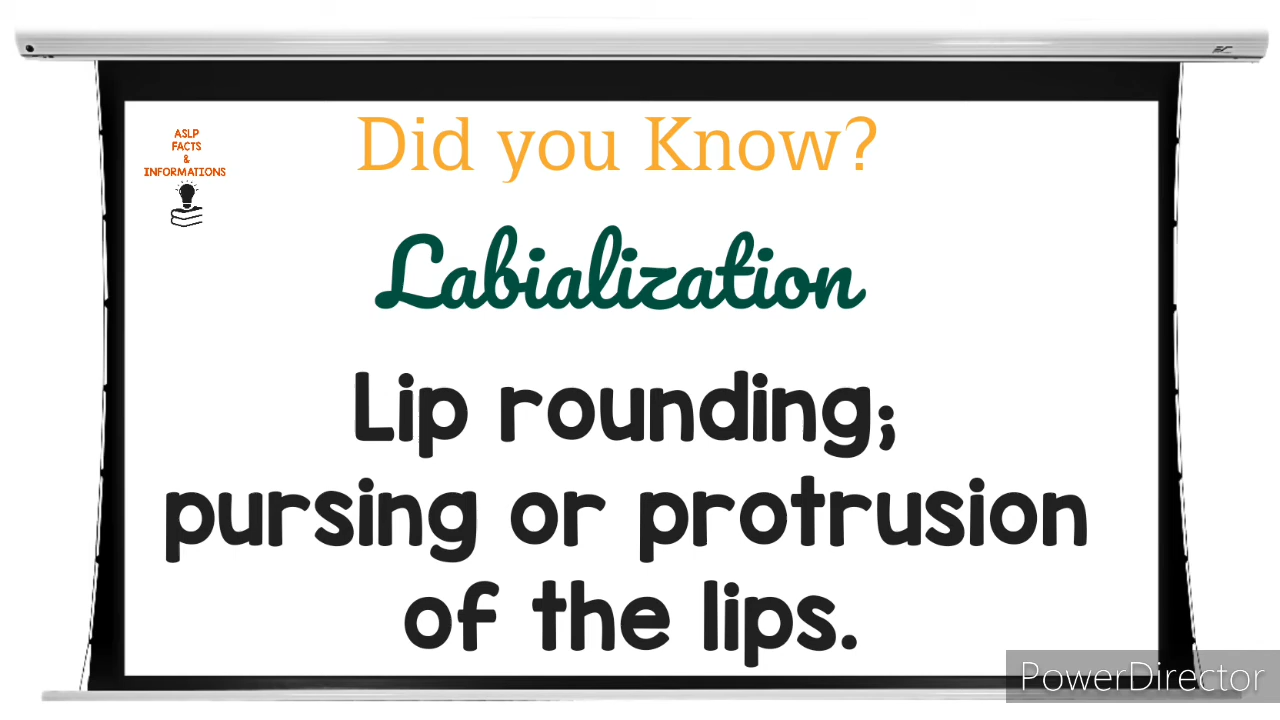 ASLP
FACTS
&
INFORMATIONS
Did you Know?
Labialization
Lip rounding;
pursing or protrusion
of the lips.
PowerDirector